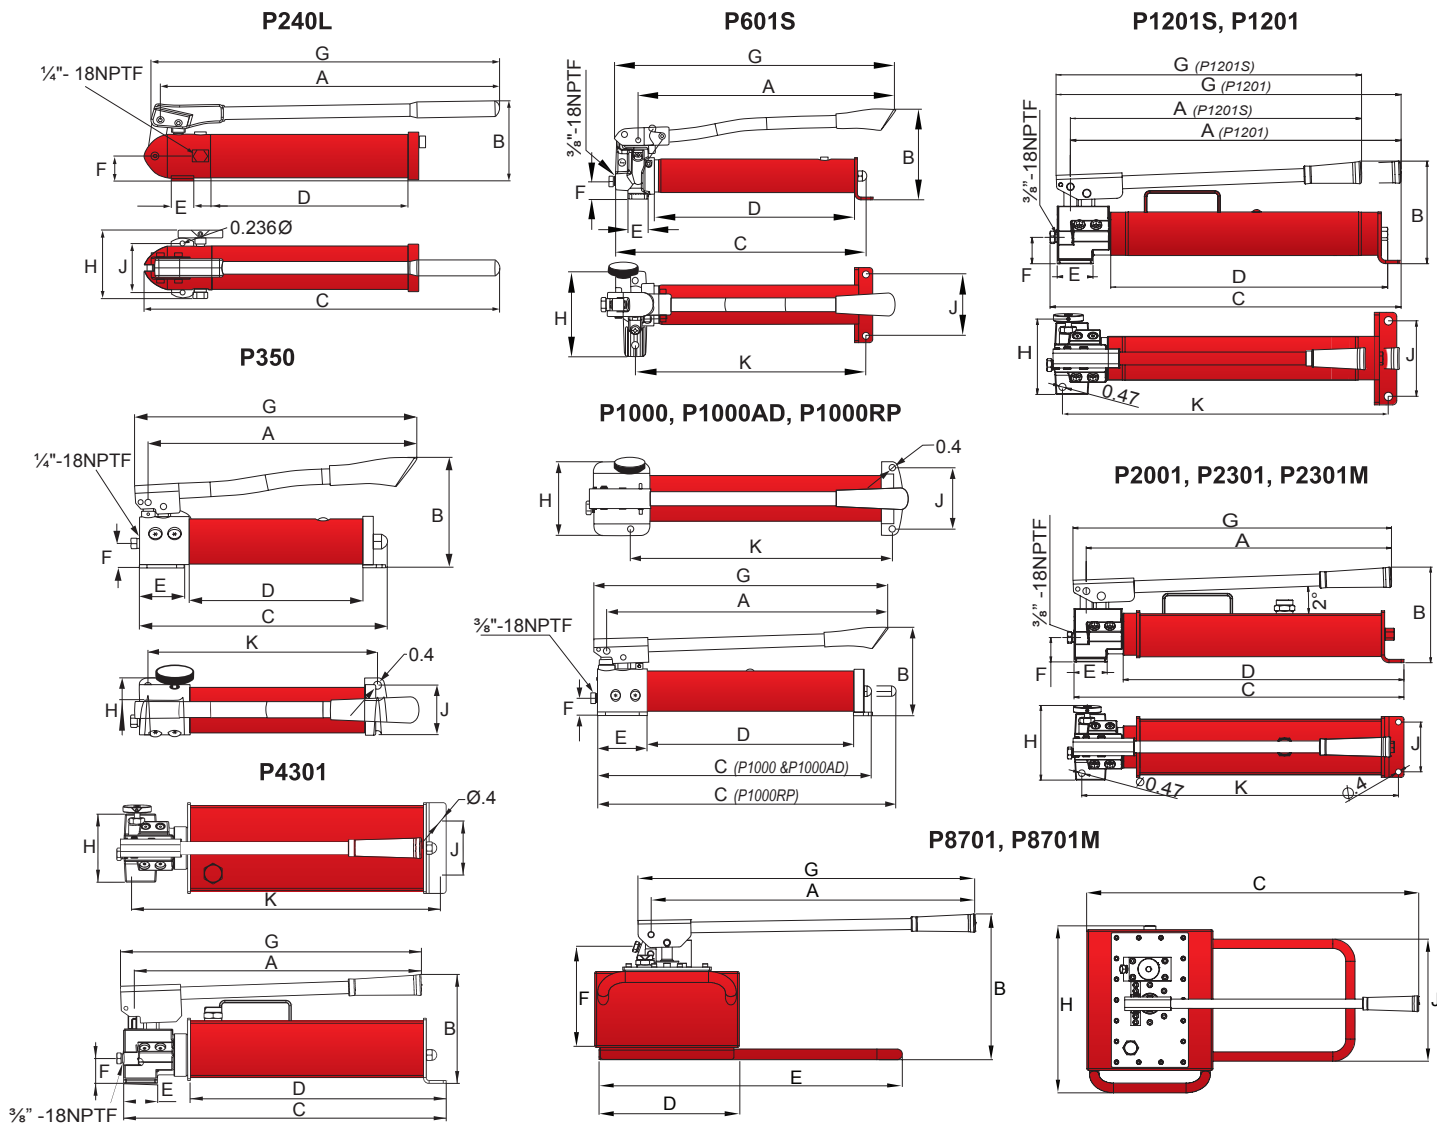 P240L
G
¼"- 18NPTF
A
B
F
E
D
0.236Ø
H
J
C
P601S
G
A
⅜"-18NPTF
B
F
E
D
C
H
J
K
P1201S, P1201
G (P1201S)
G (P1201)
A (P1201S)
A (P1201)
⅜"-18NPTF
B
F
E
D
C
H
J
0.47
K
P350
G
A
¼"-18NPTF
B
F
E
D
C
K
0.4
H
J
P1000, P1000AD, P1000RP
0.4
H
J
K
G
A
⅜"-18NPTF
B
F
E
D
C (P1000 &P1000AD)
C (P1000RP)
P2001, P2301, P2301M
G
A
⅜" -18NPTF
2°
B
F
E
D
C
H
J
Ø0.47
K
Ø.4
P4301
Ø.4
H
J
K
G
A
B
F
E
D
C
⅜" -18NPTF
P8701, P8701M
G
A
F
B
E
D
C
H
J